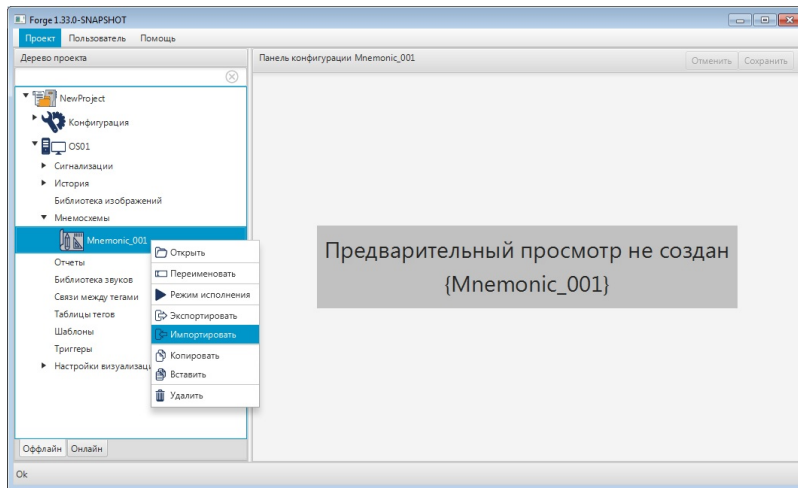 Forge 1.33.0-SNAPSHOT
Проект Пользователь Помощь
Дерево проекта
Панель конфигурации Mnemonic_001
Отменить Сохранить
NewProject
Конфигурация
OS01
Сигнализации
История
Библиотека изображений
Мнемосхемы
Mnemonic_001
Отчеты
Библиотека звуков
Связи между тегами
Таблицы тегов
Шаблоны
Триггеры
Настройки визуализаци
Открыть
Переименовать
Режим исполнения
Экспортировать
Импортировать
Копировать
Вставить
Удалить
Предварительный просмотр не создан
{Mnemonic_001}
Оффлайн Онлайн
Ok